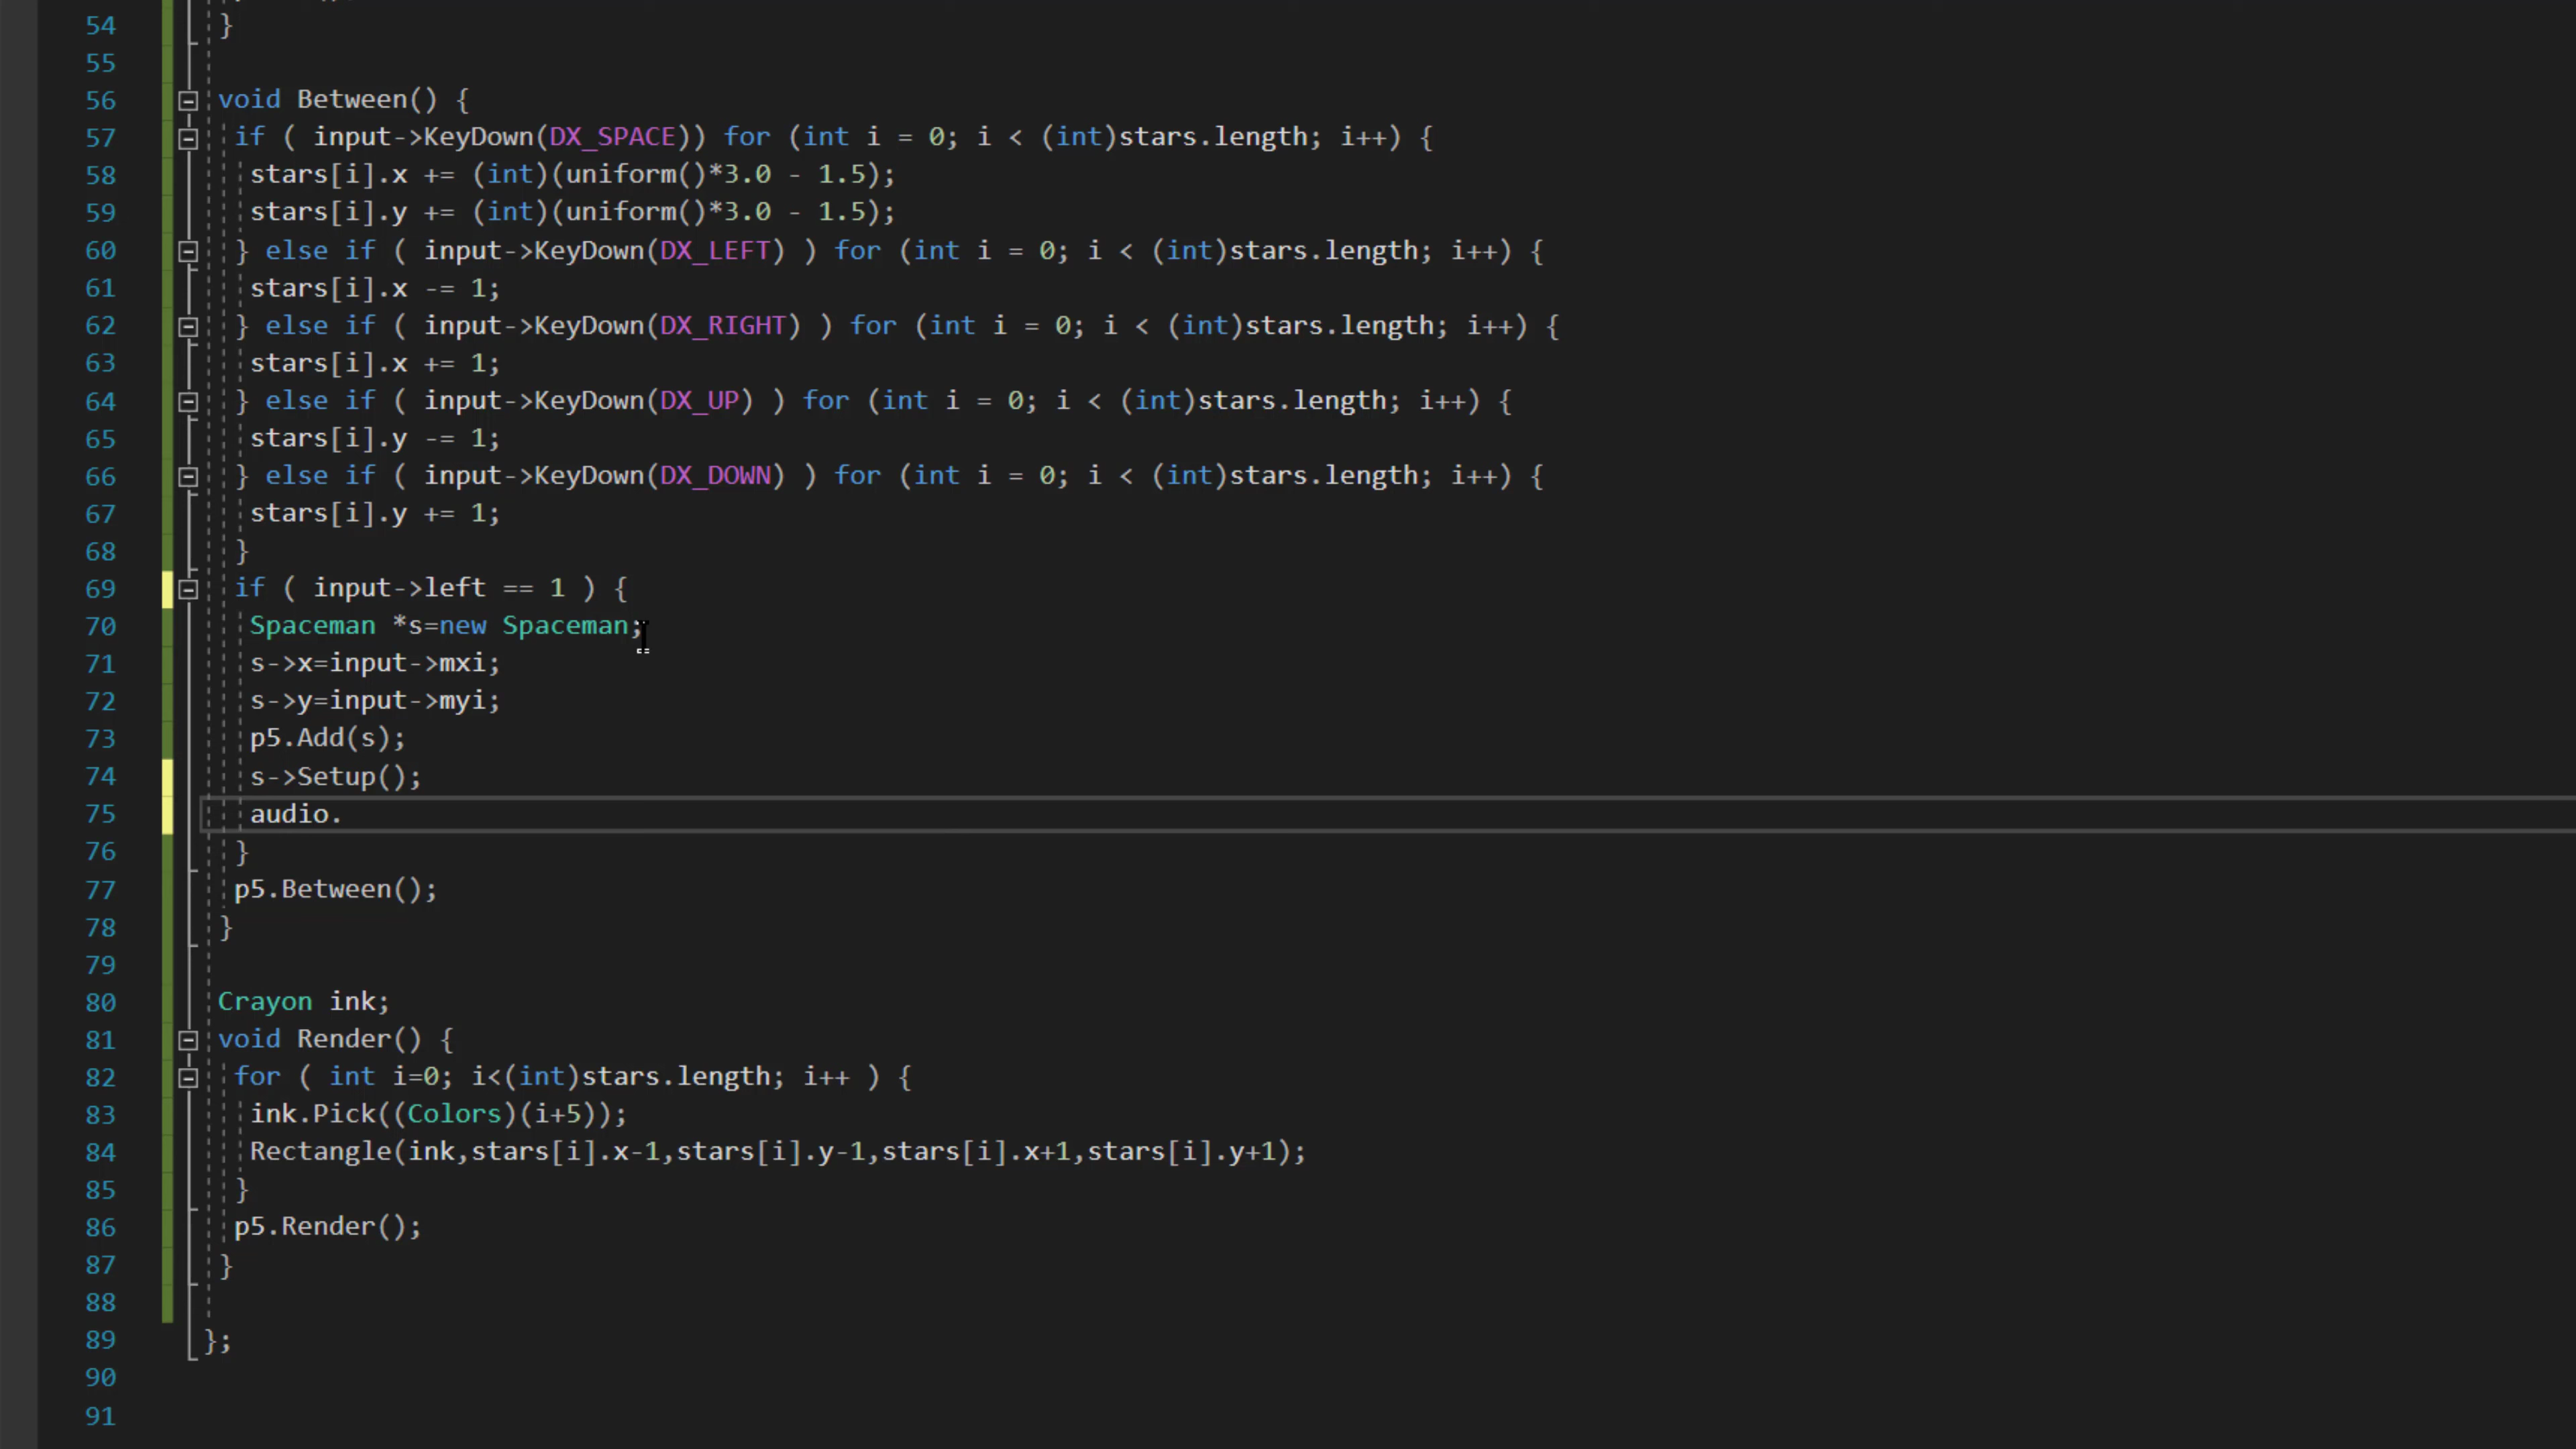 54 }
55
56 void Between() {
57 if ( input->KeyDown(DX_SPACE)) for (int i = 0; i < (int)stars.length; i++) {
58 stars[i].x += (int)(uniform()*3.0 - 1.5);
59 stars[i].y += (int)(uniform()*3.0 - 1.5);
60 } else if ( input->KeyDown(DX_LEFT) ) for (int i = 0; i < (int)stars.length; i++) {
61 stars[i].x -= 1;
62 } else if ( input->KeyDown(DX_RIGHT) ) for (int i = 0; i < (int)stars.length; i++) {
63 stars[i].x += 1;
64 } else if ( input->KeyDown(DX_UP) ) for (int i = 0; i < (int)stars.length; i++) {
65 stars[i].y -= 1;
66 } else if ( input->KeyDown(DX_DOWN) ) for (int i = 0; i < (int)stars.length; i++) {
67 stars[i].y += 1;
68 }
69 if ( input->left == 1 ) {
70 Spaceman *s=new Spaceman;
71 s->x=input->mxi;
72 s->y=input->myi;
73 p5.Add(s);
74 s->Setup();
75 audio.
76 }
77 p5.Between();
78 }
79
80 Crayon ink;
81 void Render() {
82 for ( int i=0; i<(int)stars.length; i++ ) {
83 ink.Pick((Colors)(i+5));
84 Rectangle(ink,stars[i].x-1,stars[i].y-1,stars[i].x+1,stars[i].y+1);
85 }
86 p5.Render();
87 }
88
89 };
90
91